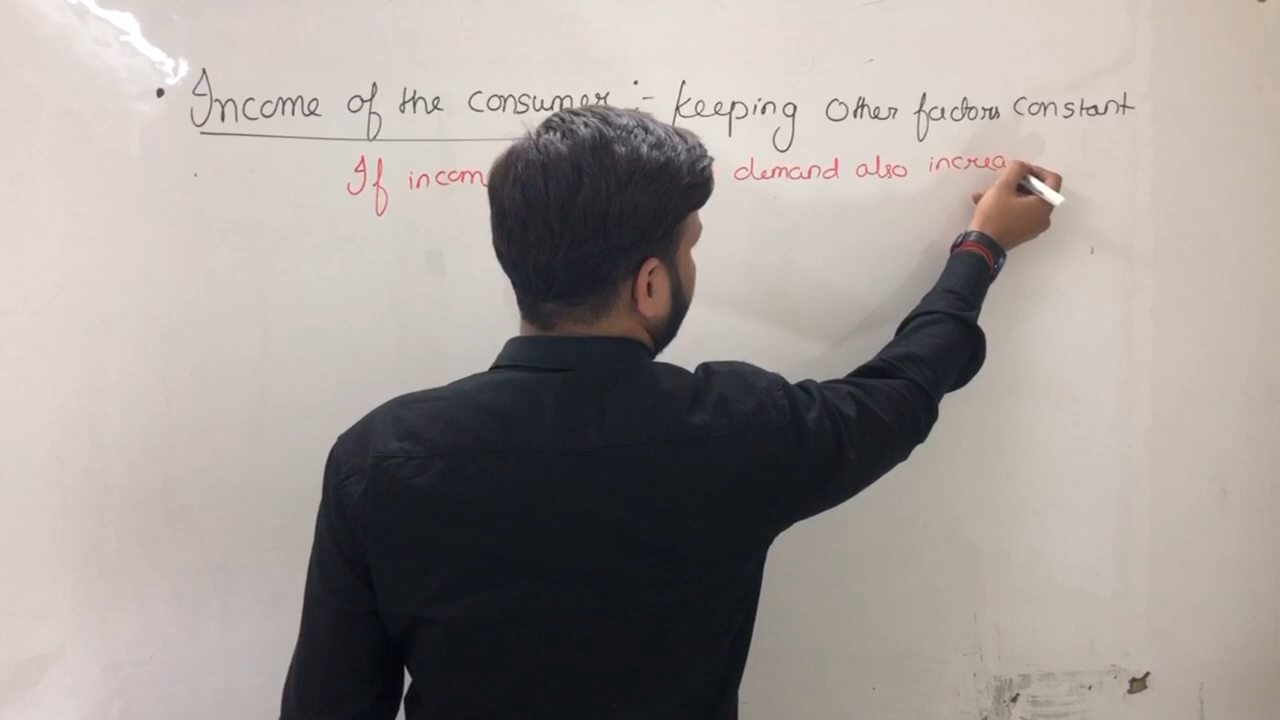 • Income of the consumer :- keeping Other factors constant
If incom demand also increa